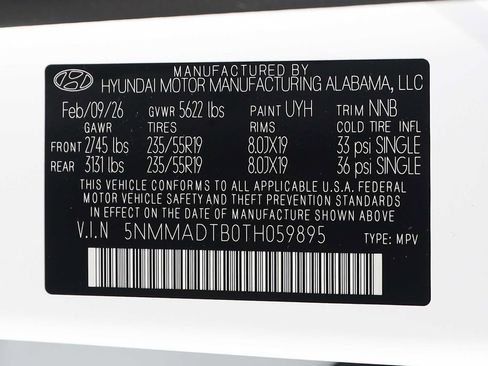 MANUFACTURED BY
HYUNDAI MOTOR MANUFACTURING ALABAMA, LLC
Feb/09/26 GVWR 5622 lbs PAINT UYH TRIM NNB
GAWR TIRES RIMS COLD TIRE INFL
FRONT 2745 lbs 235/55R19 8.0JX19 33 psi SINGLE
REAR 3131 lbs 235/55R19 8.0JX19 36 psi SINGLE
THIS VEHICLE CONFORMS TO ALL APPLICABLE U.S.A. FEDERAL
MOTOR VEHICLE SAFETY AND THEFT PREVENTION STANDARDS
IN EFFECT ON THE DATE OF MANUFACTURE SHOWN ABOVE
V.I.N 5NMMADTB0TH059895 TYPE: MPV